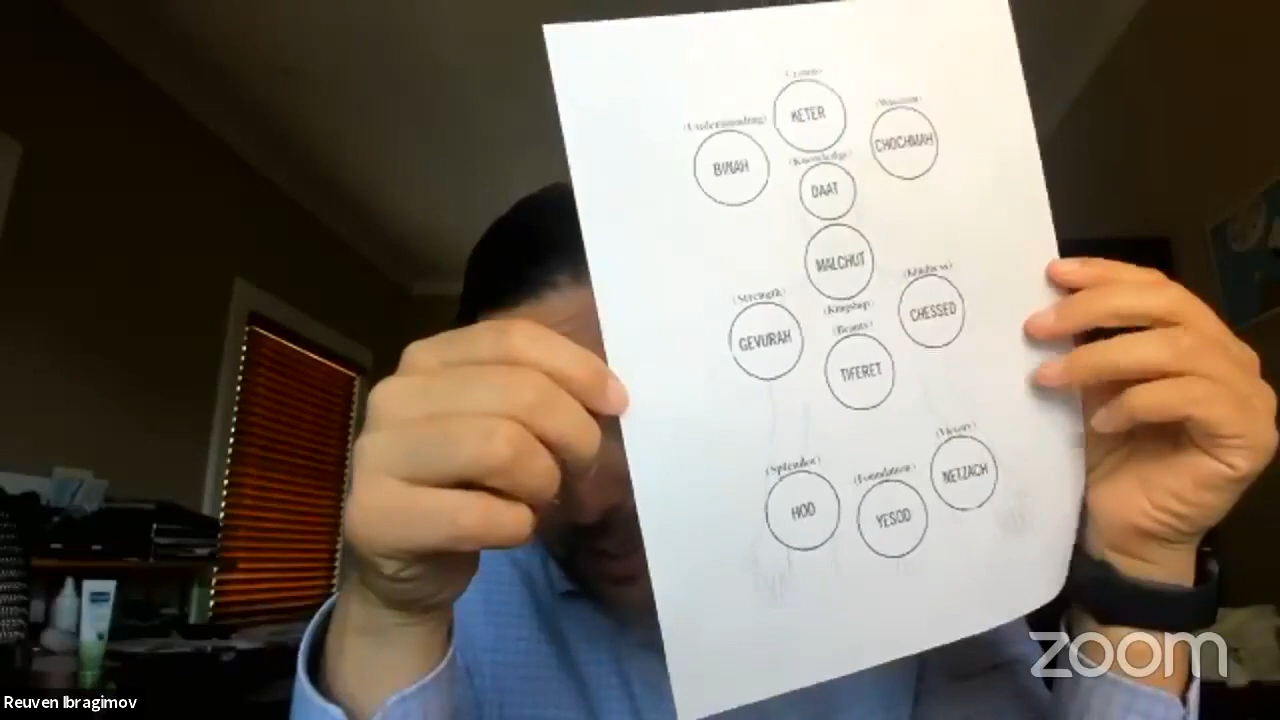 (Crown)
KETER
(Wisdom)
CHOCHMAH
(Understanding)
BINAH
(Knowledge)
DAAT
MALCHUT
(Kingship)
(Kindness)
CHESSED
(Strength)
GEVURAH
(Beauty)
TIFERET
(Victory)
NETZACH
(Splendor)
HOD
(Foundation)
YESOD
zoom
Reuven Ibragimov